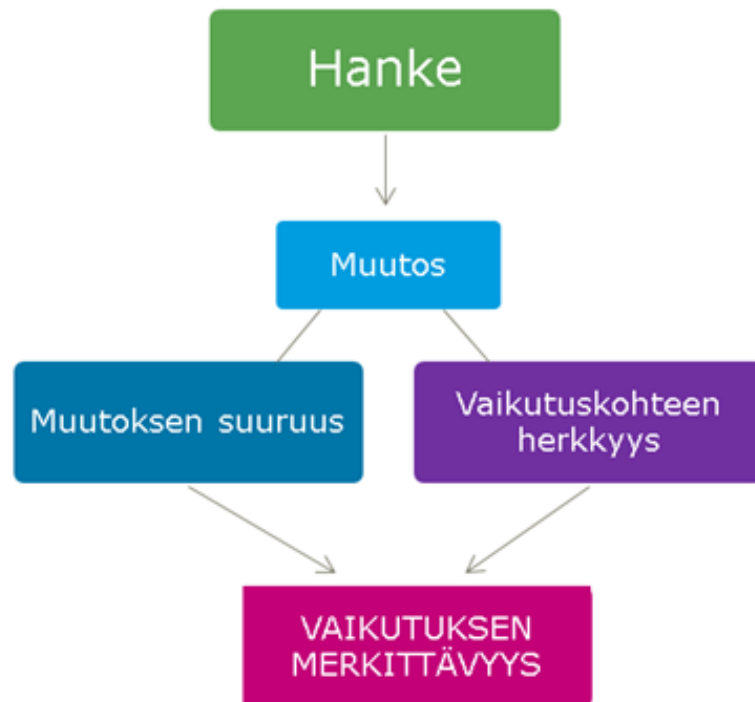 Hanke
Muutos
Muutoksen suuruus
Vaikutuskohteen
herkkyys
VAIKUTUKSEN
MERKITTÄVYYS